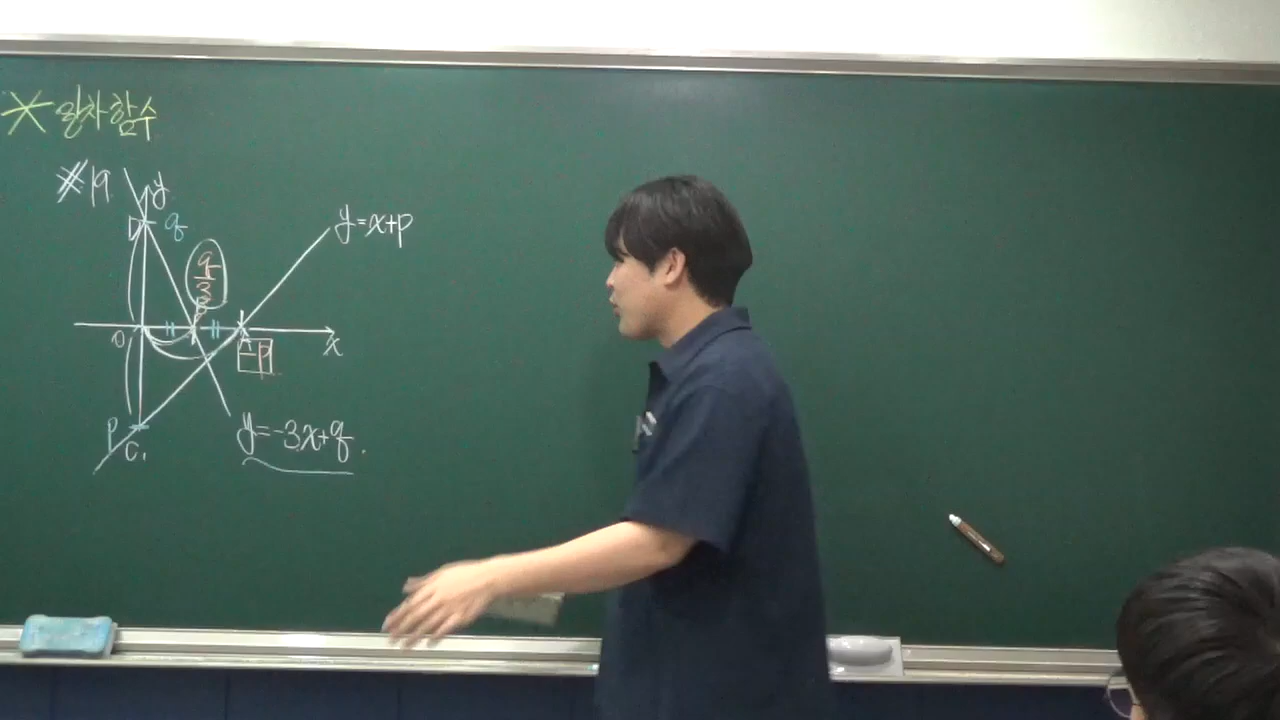 * 일차함수
#19
y
D
q
y=x+p
q/3
B
O
A
x
-p
p
C
y=-3x+q